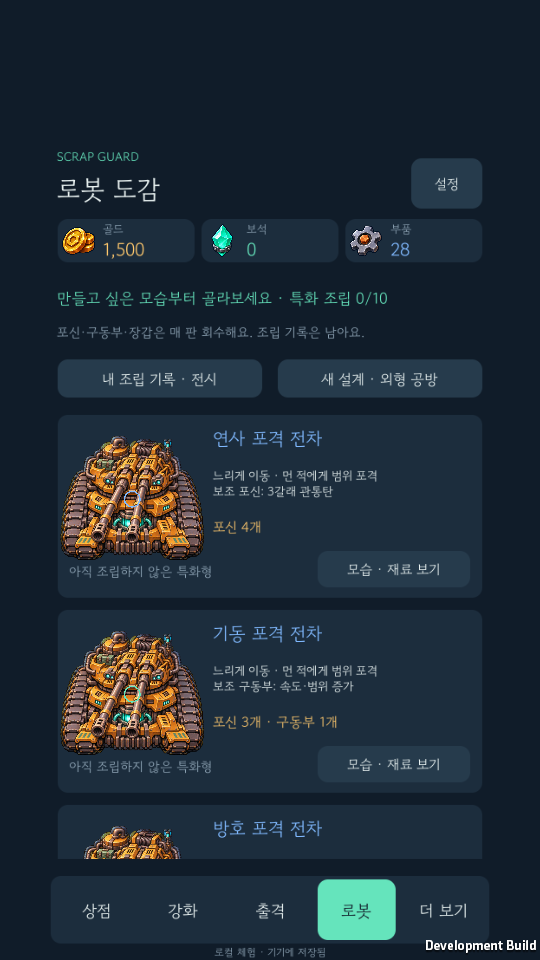 SCRAP GUARD
로봇 도감
설정
골드
1,500
보석
0
부품
28
만들고 싶은 모습부터 골라보세요 · 특화 조립 0/10
포신·구동부·장갑은 매 판 회수해요. 조립 기록은 남아요.
내 조립 기록 · 전시
새 설계 · 외형 공방
연사 포격 전차
느리게 이동 · 먼 적에게 범위 포격
보조 포신: 3갈래 관통탄
포신 4개
아직 조립하지 않은 특화형
모습 · 재료 보기
기동 포격 전차
느리게 이동 · 먼 적에게 범위 포격
보조 구동부: 속도·범위 증가
포신 3개 · 구동부 1개
아직 조립하지 않은 특화형
모습 · 재료 보기
방호 포격 전차
상점
강화
출격
로봇
더 보기
로컬 체험 · 기기에 저장됨
Development Build